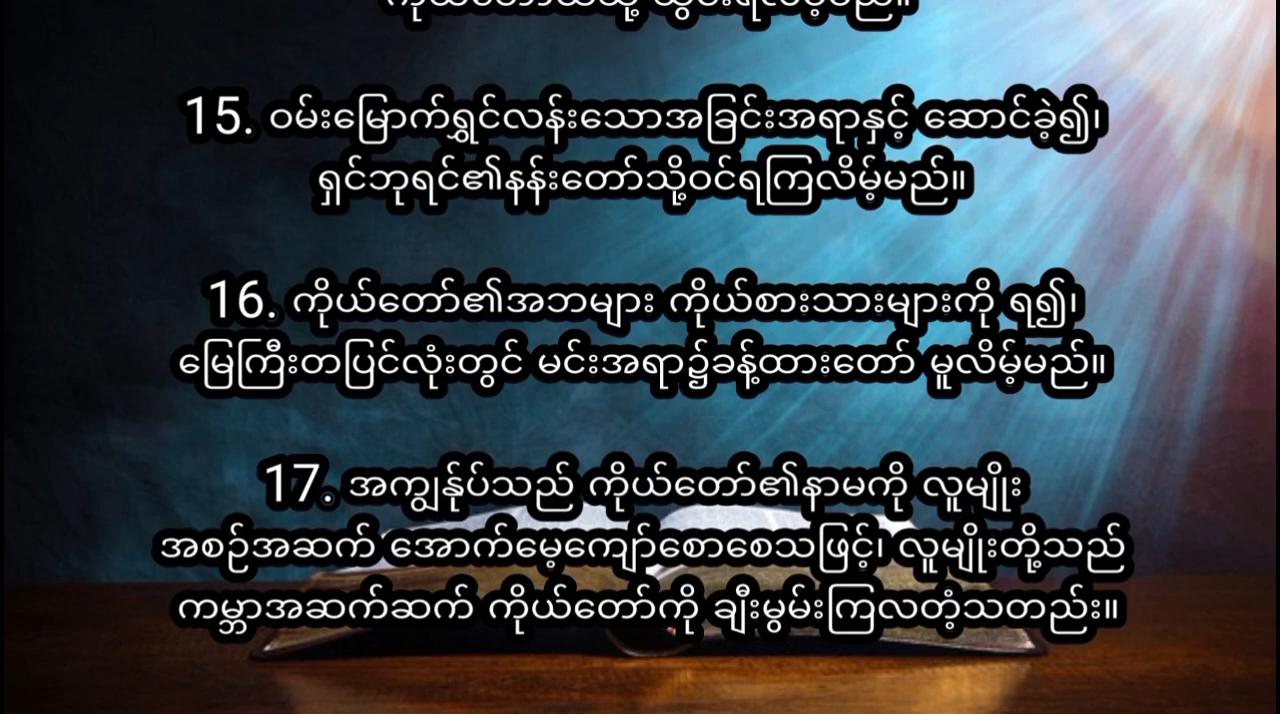 15. ဝမ်းမြောက်ရွှင်လန်းသောအခြင်းအရာနှင့် ဆောင်ခဲ့၍၊
ရှင်ဘုရင်၏နန်းတော်သို့ဝင်ရကြလိမ့်မည်။
16. ကိုယ်တော်၏အဘများ ကိုယ်စားသားများကို ရ၍၊
မြေကြီးတပြင်လုံးတွင် မင်းအရာ၌ခန့်ထားတော် မူလိမ့်မည်။
17. အကျွန်ုပ်သည် ကိုယ်တော်၏နာမကို လူမျိုး
အစဉ်အဆက် အောက်မေ့ကျော်စောစေသဖြင့်၊ လူမျိုးတို့သည်
ကမ္ဘာအဆက်ဆက် ကိုယ်တော်ကို ချီးမွမ်းကြလတံ့သတည်း။